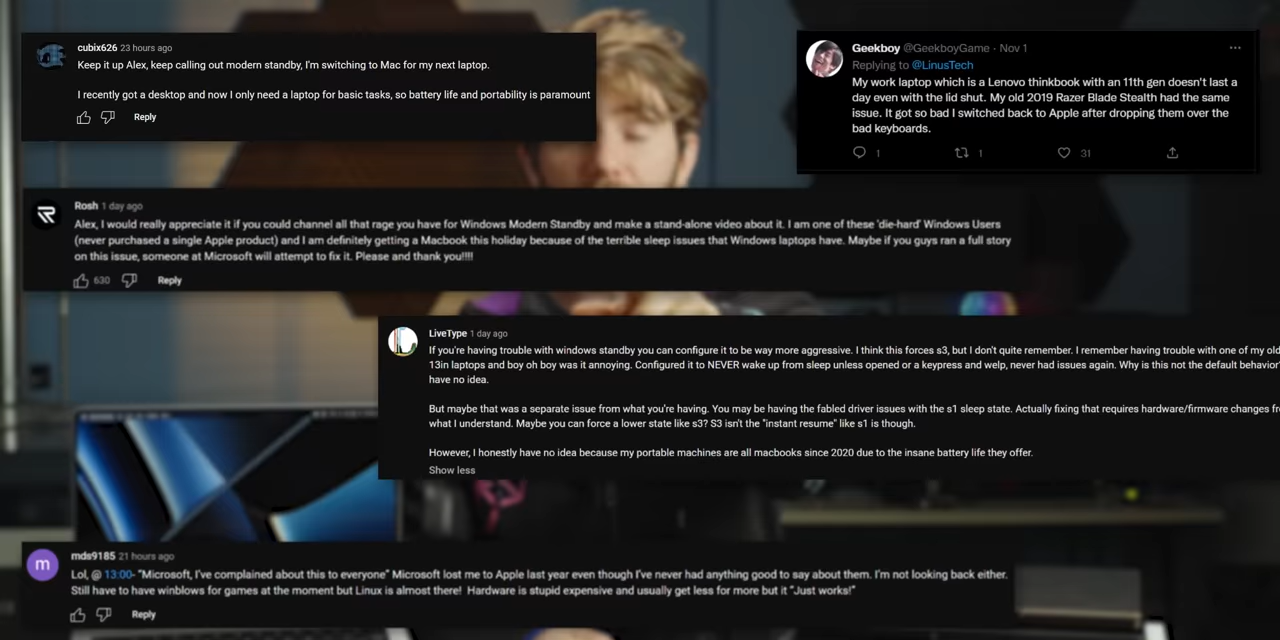 cubix626 23 hours ago
Keep it up Alex, keep calling out modern standby, I'm switching to Mac for my next laptop.
I recently got a desktop and now I only need a laptop for basic tasks, so battery life and portability is paramount
Reply
Geekboy @GeekboyGame · Nov 1
Replying to @LinusTech
My work laptop which is a Lenovo thinkbook with an 11th gen doesn't last a
day even with the lid shut. My old 2019 Razer Blade Stealth had the same
issue. It got so bad I switched back to Apple after dropping them over the
bad keyboards.
1 1 31
Rosh 1 day ago
Alex, I would really appreciate it if you could channel all that rage you have for Windows Modern Standby and make a stand-alone video about it. I am one of these 'die-hard' Windows Users
(never purchased a single Apple product) and I am definitely getting a Macbook this holiday because of the terrible sleep issues that Windows laptops have. Maybe if you guys ran a full story
on this issue, someone at Microsoft will attempt to fix it. Please and thank you!!!!
630 Reply
LiveType 1 day ago
If you're having trouble with windows standby you can configure it to be way more aggressive. I think this forces s3, but I don't quite remember. I remember having trouble with one of my old
13in laptops and boy oh boy was it annoying. Configured it to NEVER wake up from sleep unless opened or a keypress and welp, never had issues again. Why is this not the default behavior
have no idea.
But maybe that was a separate issue from what you're having. You may be having the fabled driver issues with the s1 sleep state. Actually fixing that requires hardware/firmware changes
what I understand. Maybe you can force a lower state like s3? S3 isn't the "instant resume" like s1 is though.
However, I honestly have no idea because my portable machines are all macbooks since 2020 due to the insane battery life they offer.
Show less
m
mds9185 21 hours ago
Lol, @ 13:00- "Microsoft, I've complained about this to everyone" Microsoft lost me to Apple last year even though I've never had anything good to say about them. I'm not looking back either.
Still have to have winblows for games at the moment but Linux is almost there! Hardware is stupid expensive and usually get less for more but it "Just works!"
Reply